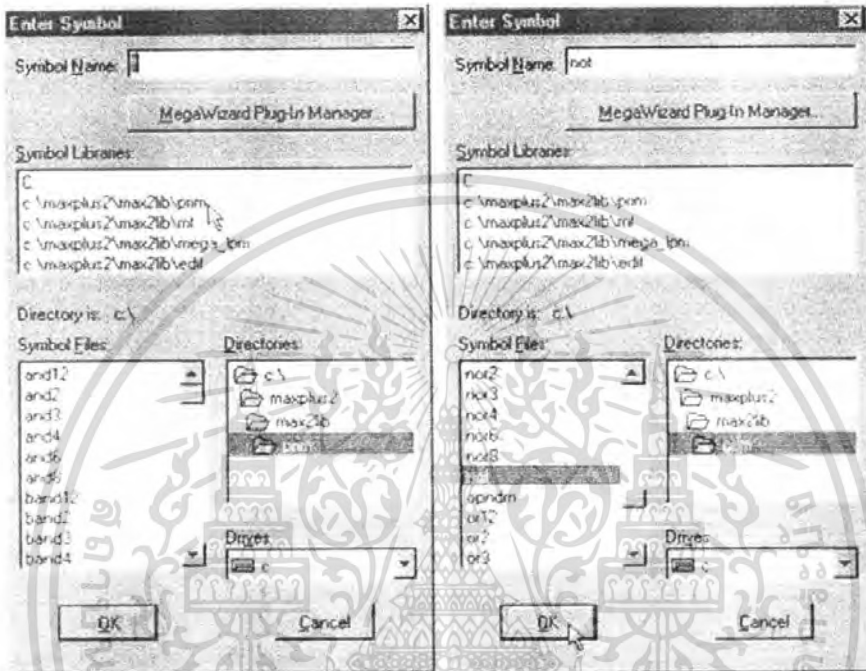 Enter Symbol
Symbol Name:
MegaWizard Plug-In Manager...
Symbol Libraries:
c:\maxplus2\max2lib\prim
c:\maxplus2\max2lib\mf
c:\maxplus2\max2lib\mega_lpm
c:\maxplus2\max2lib\edif
Directory is: c:\
Symbol Files:
and12
and2
and3
and4
and6
and8
band12
band2
band3
band4
Directories:
c:\
maxplus2
max2lib
Drives:
c
OK
Cancel
Enter Symbol
Symbol Name: not
MegaWizard Plug-In Manager...
Symbol Libraries:
c:\maxplus2\max2lib\prim
c:\maxplus2\max2lib\mf
c:\maxplus2\max2lib\mega_lpm
c:\maxplus2\max2lib\edif
Directory is: c:\
Symbol Files:
nor2
nor3
nor4
nor6
nor8
opndrn
or12
or2
or3
Directories:
c:\
maxplus2
max2lib
Drives:
c
OK
Cancel